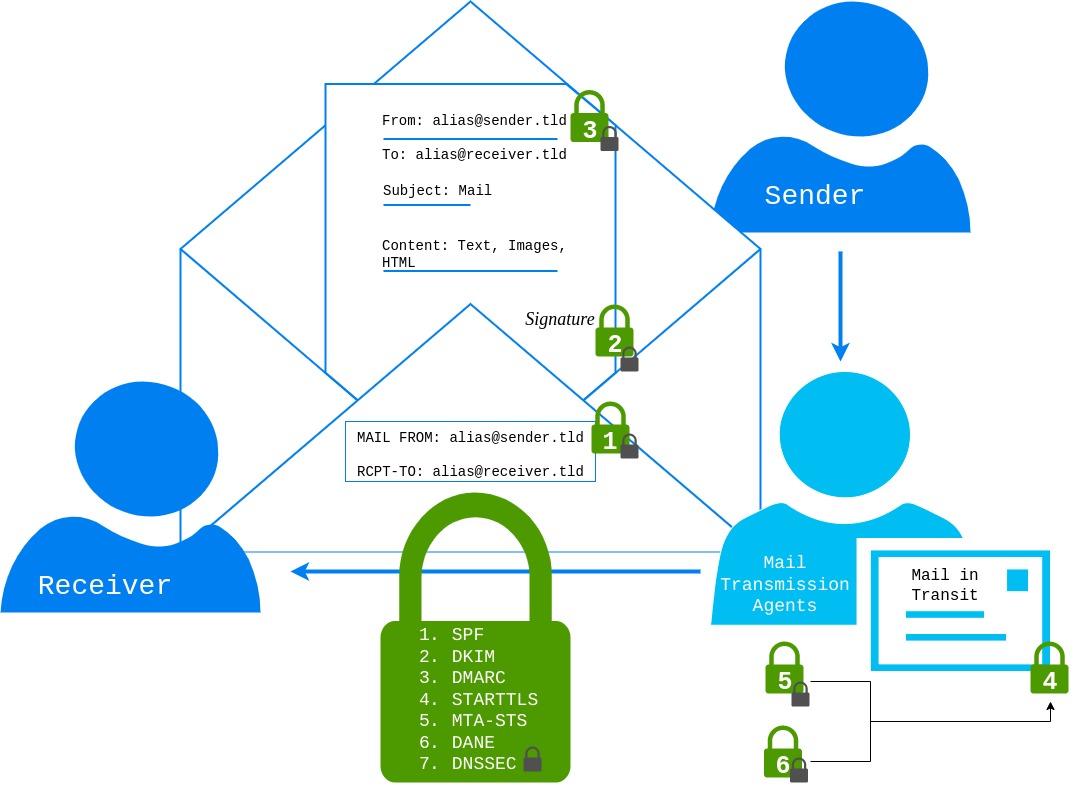 From: alias@sender.tld
3
To: alias@receiver.tld
Subject: Mail
Sender
Content: Text, Images,
HTML
Signature
2
MAIL FROM: alias@sender.tld
1
RCPT-TO: alias@receiver.tld
Receiver
Mail
Transmission
Agents
Mail in
Transit
1. SPF
2. DKIM
3. DMARC
4. STARTTLS
5. MTA-STS
6. DANE
7. DNSSEC
5
4
6